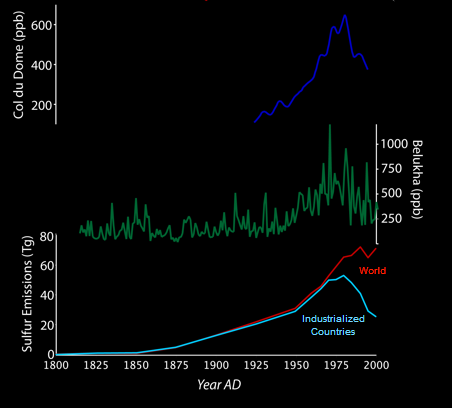 Col du Dome (ppb)
600
400
200
Belukha (ppb)
1000
750
500
250
Sulfur Emissions (Tg)
80
60
40
20
0
World
Industrialized
Countries
1800 1825 1850 1875 1900 1925 1950 1975 2000
Year AD